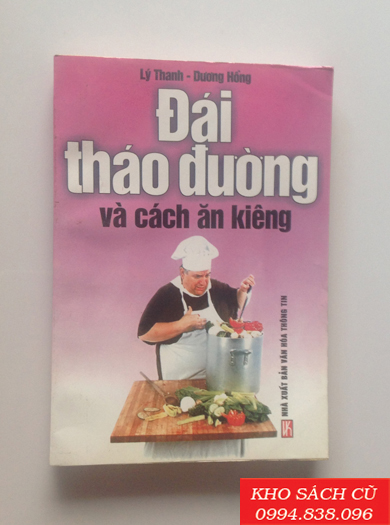 Lý Thanh - Dương Hồng
Đái
tháo đường
và cách ăn kiêng
NHÀ XUẤT BẢN VĂN HÓA THÔNG TIN
KHO SÁCH CŨ
0994.838.096